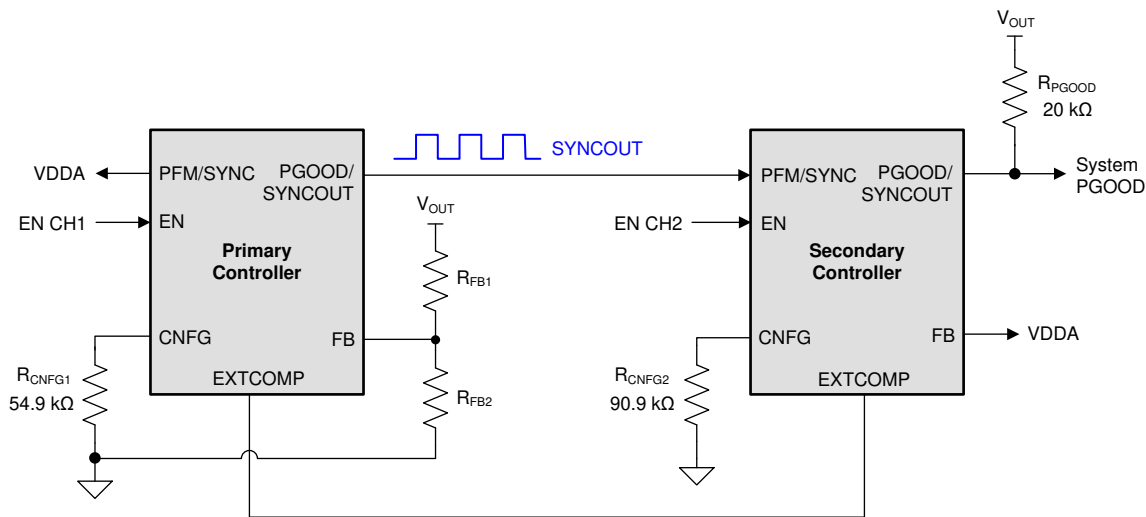 VOUT
RPGOOD
20 kΩ
System
PGOOD
SYNCOUT
VDDA
PFM/SYNC
PGOOD/
SYNCOUT
EN CH1
EN
Primary
Controller
CNFG
FB
EXTCOMP
RCNFG1
54.9 kΩ
VOUT
RFB1
RFB2
PFM/SYNC
PGOOD/
SYNCOUT
EN CH2
EN
Secondary
Controller
CNFG
FB
VDDA
EXTCOMP
RCNFG2
90.9 kΩ